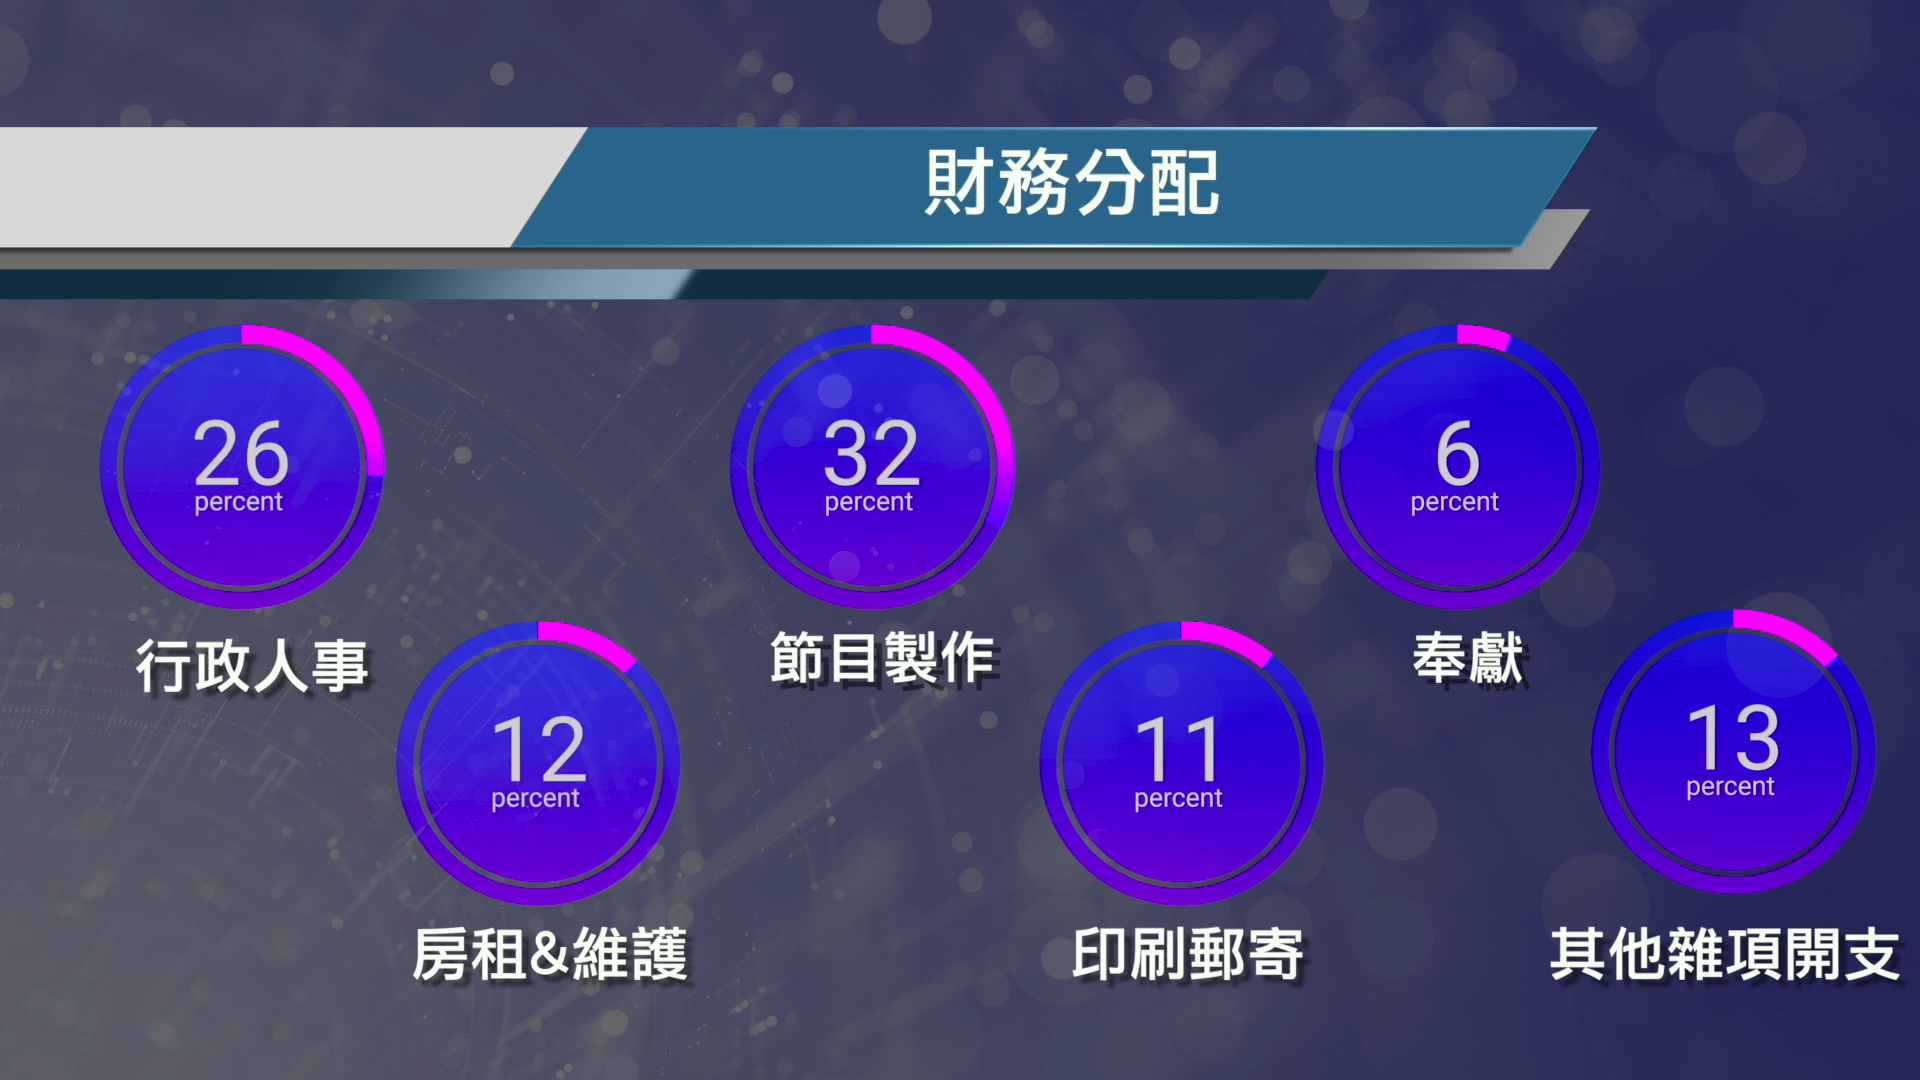 財務分配
26
percent
行政人事
12
percent
房租&維護
32
percent
節目製作
11
percent
印刷郵寄
6
percent
奉獻
13
percent
其他雜項開支